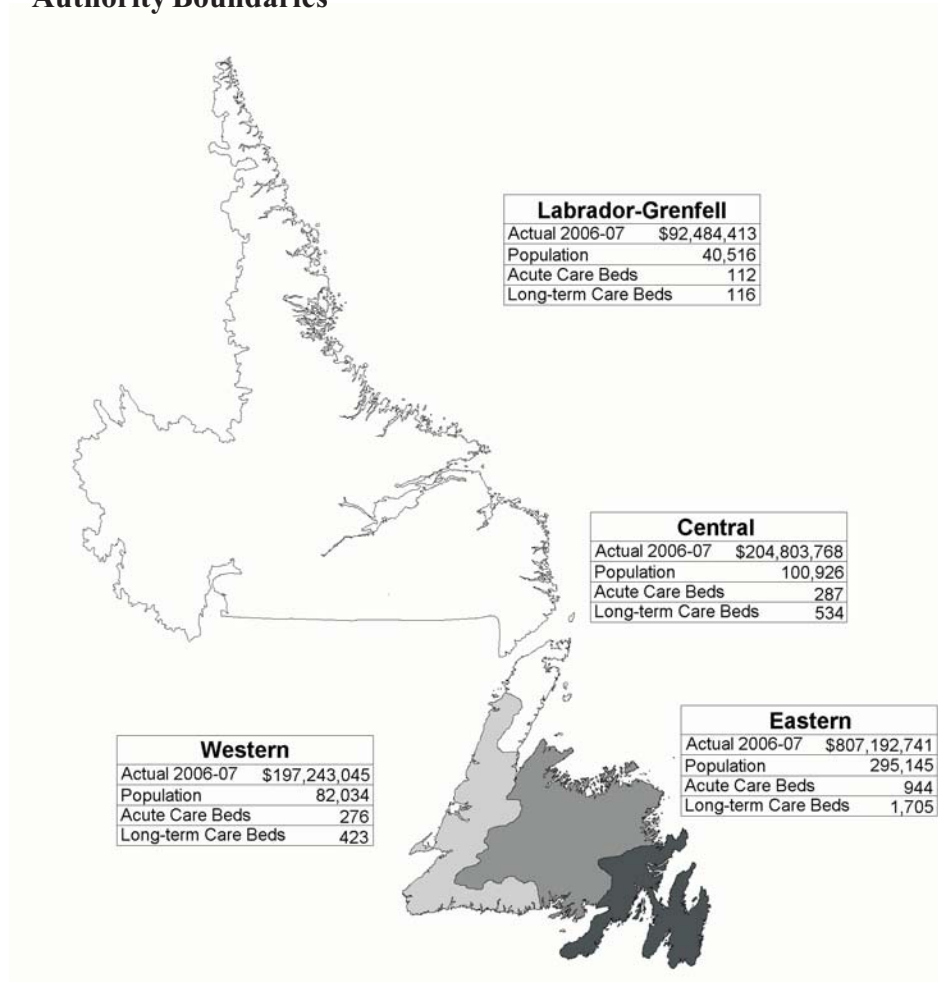 Authority Boundaries
Labrador-Grenfell
Actual 2006-07 $92,484,413
Population 40,516
Acute Care Beds 112
Long-term Care Beds 116
Central
Actual 2006-07 $204,803,768
Population 100,926
Acute Care Beds 287
Long-term Care Beds 534
Eastern
Actual 2006-07 $807,192,741
Population 295,145
Acute Care Beds 944
Long-term Care Beds 1,705
Western
Actual 2006-07 $197,243,045
Population 82,034
Acute Care Beds 276
Long-term Care Beds 423